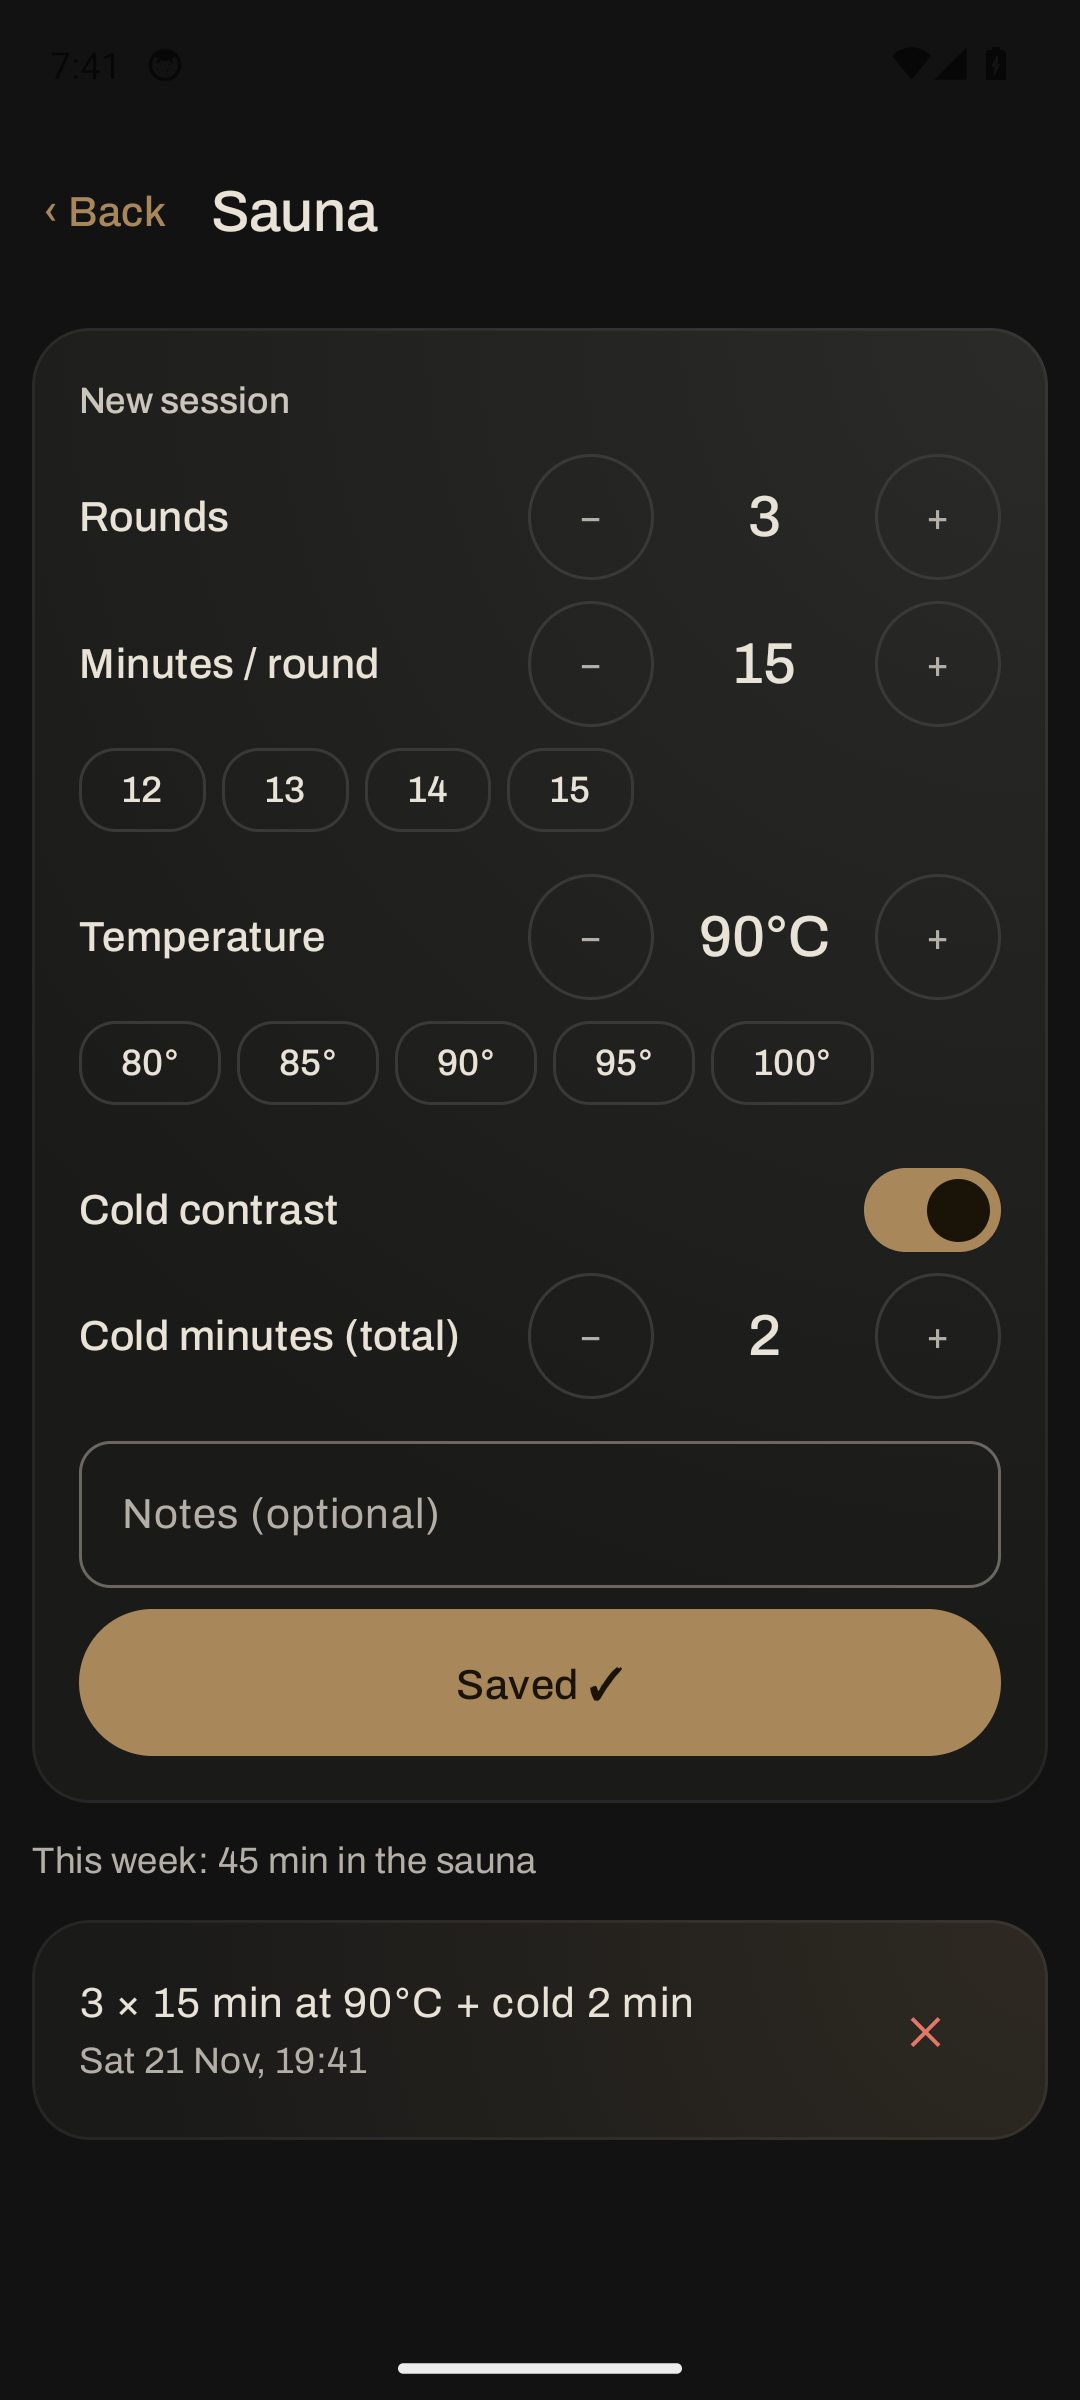 7:41
‹ Back Sauna
New session
Rounds − 3 +
Minutes / round − 15 +
12 13 14 15
Temperature − 90°C +
80° 85° 90° 95° 100°
Cold contrast
Cold minutes (total) − 2 +
Notes (optional)
Saved ✓
This week: 45 min in the sauna
3 × 15 min at 90°C + cold 2 min
Sat 21 Nov, 19:41